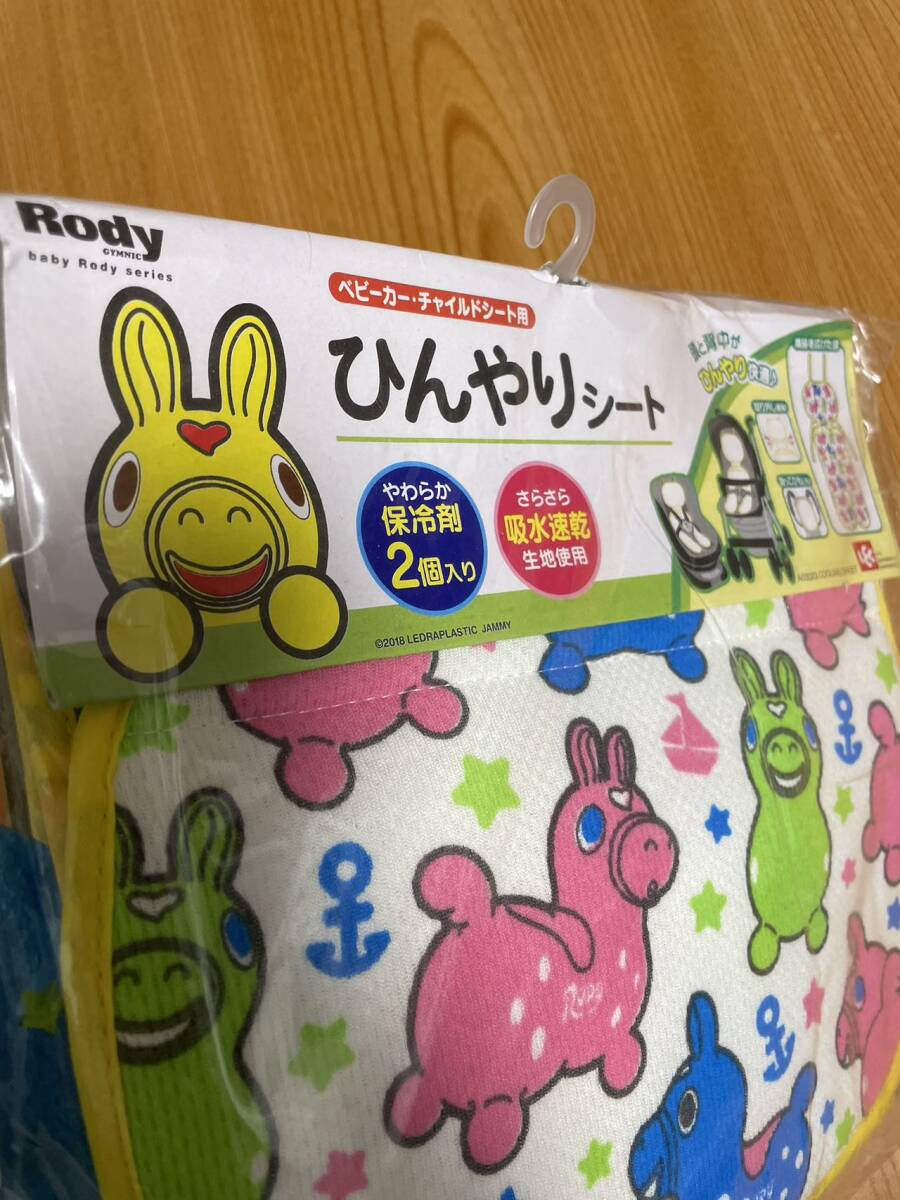 Rody
GYMNIC
baby Rody series
ベビーカー・チャイルドシート用
ひんやりシート
やわらか
保冷剤
2個入り
さらさら
吸水速乾
生地使用
頭と背中が
ひんやり快適♪
©2018 LEDRAPLASTIC JAMMY
Rody